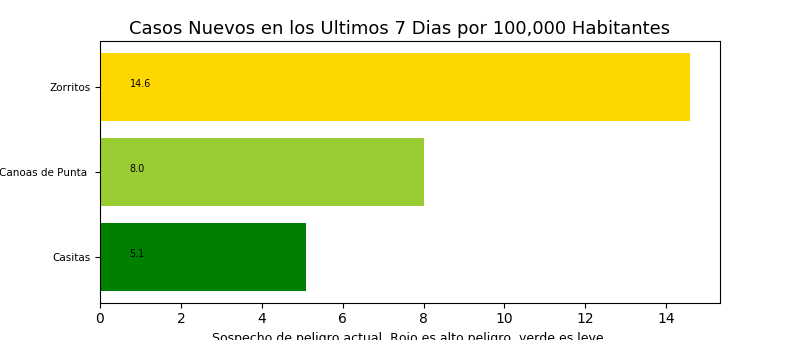 Casos Nuevos en los Ultimos 7 Dias por 100,000 Habitantes
Zorritos
14.6
Canoas de Punta
8.0
Casitas
5.1
0 2 4 6 8 10 12 14
Sospecho de peligro actual. Rojo es alto peligro, verde es leve